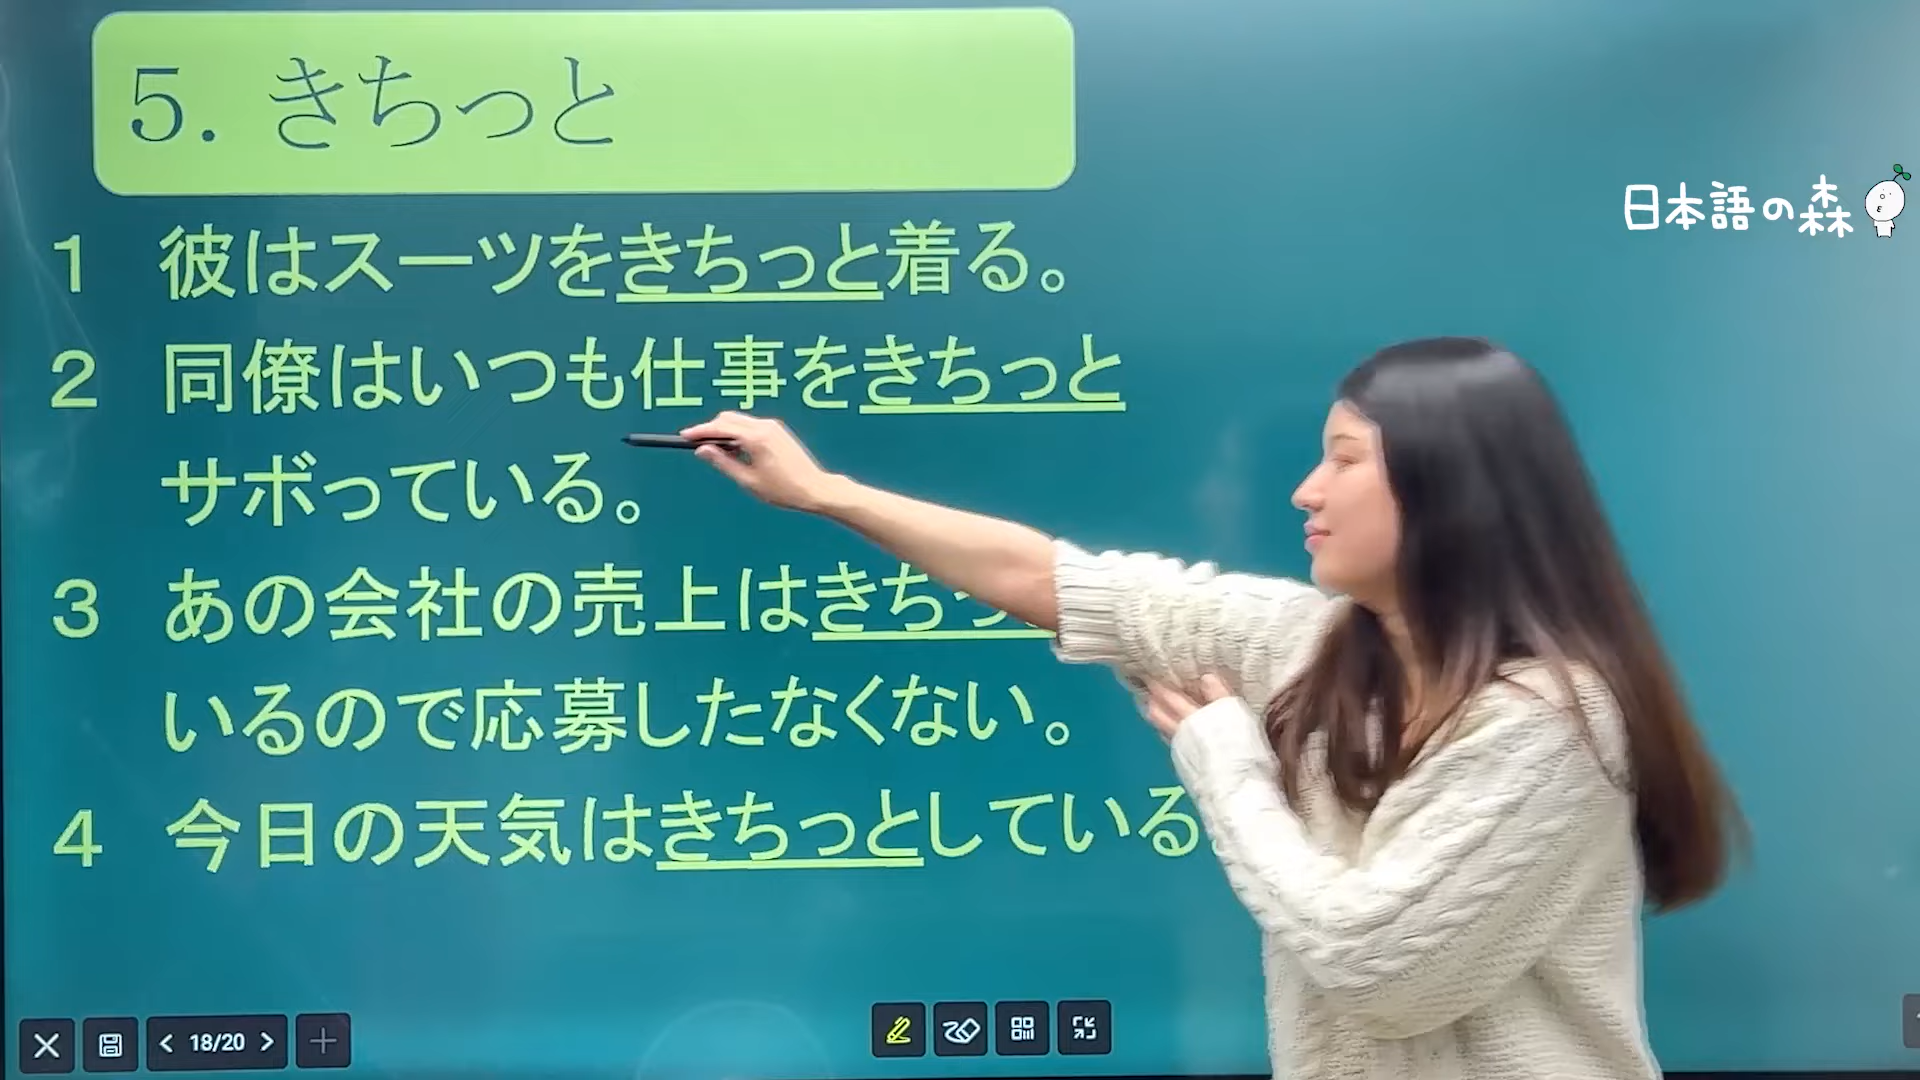 5. きちっと
日本語の森
1 彼はスーツをきちっと着る。
2 同僚はいつも仕事をきちっと
サボっている。
3 あの会社の売上はきちっ
いるので応募したなくない。
4 今日の天気はきちっとしている。
18/20